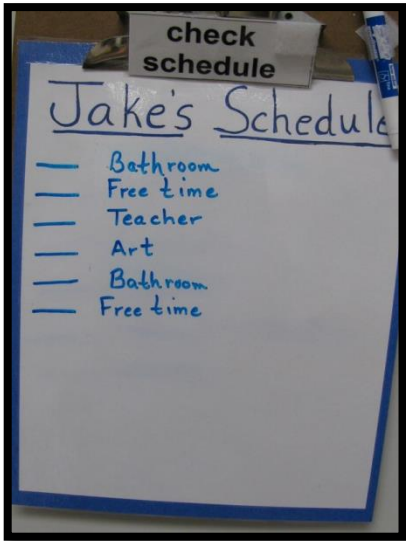 check
schedule
Jake's Schedule
Bathroom
Free time
Teacher
Art
Bathroom
Free time